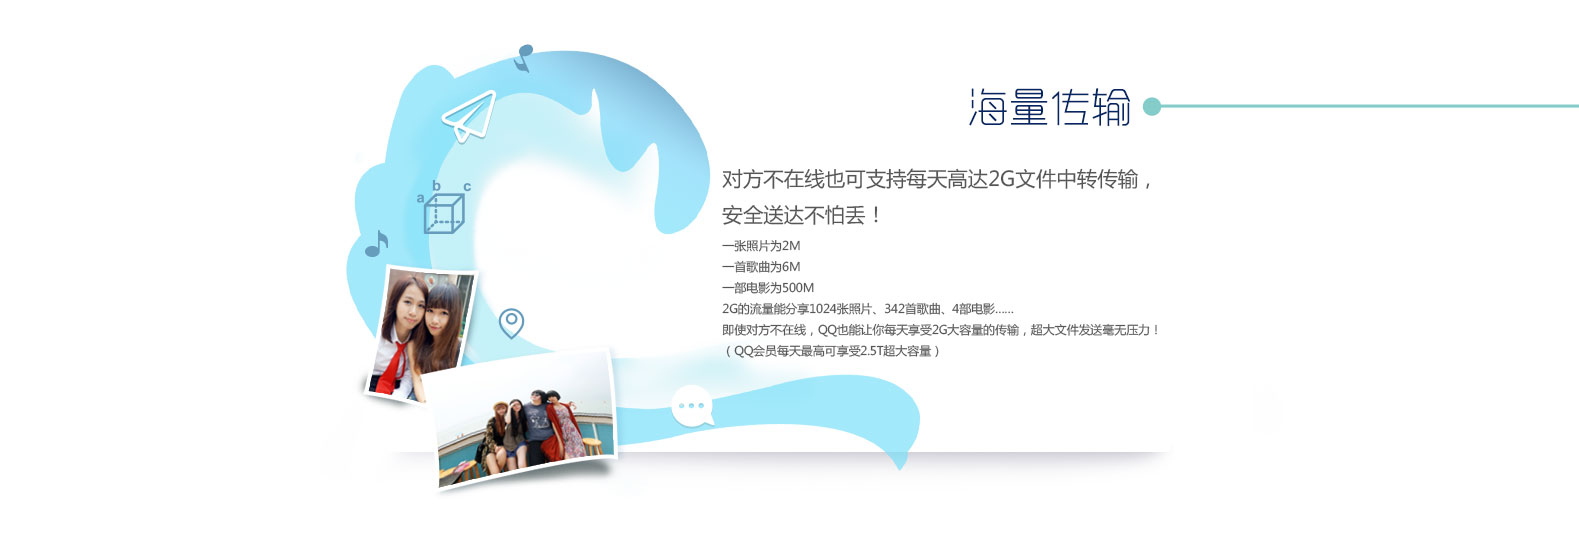 海量传输
对方不在线也可支持每天高达2G文件中转传输，
安全送达不怕丢！
一张照片为2M
一首歌曲为6M
一部电影为500M
2G的流量能分享1024张照片、342首歌曲、4部电影......
即使对方不在线，QQ也能让你每天享受2G大容量的传输，超大文件发送毫无压力！
（QQ会员每天最高可享受2.5T超大容量）
a
b
c